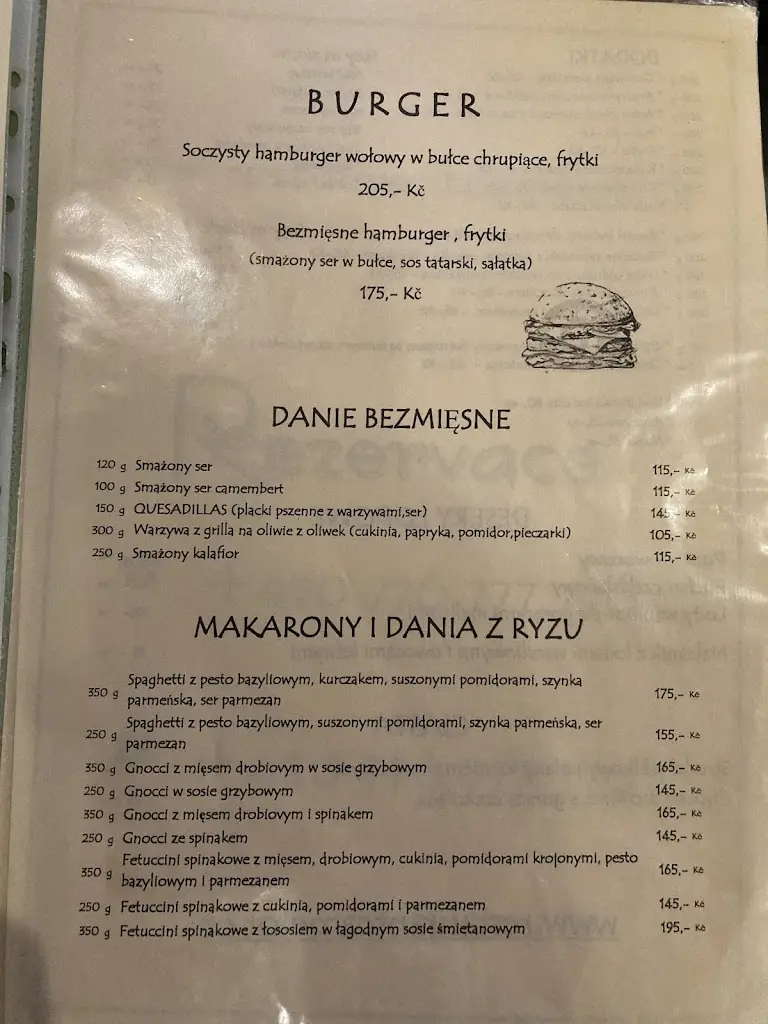 BURGER
Soczysty hamburger wołowy w bułce chrupiące, frytki
205,- Kč
Bezmięsne hamburger , frytki
(smażony ser w bułce, sos tatarski, sałatka)
175,- Kč
DANIE BEZMIĘSNE
120 g Smażony ser 115,- Kč
100 g Smażony ser camembert 115,- Kč
150 g QUESADILLAS (placki pszenne z warzywami,ser) 145,- Kč
300 g Warzywa z grilla na oliwie z oliwek (cukinia, papryka, pomidor,pieczarki) 105,- Kč
250 g Smażony kalafior 115,- Kč
MAKARONY I DANIA Z RYZU
Spaghetti z pesto bazyliowym, kurczakem, suszonymi pomidorami, szynka
350 g parmeńska, ser parmezan 175,- Kč
Spaghetti z pesto bazyliowym, suszonymi pomidorami, szynka parmeńska, ser
250 g parmezan 155,- Kč
350 g Gnocci z mięsem drobiovym w sosie grzybowym 165,- Kč
250 g Gnocci w sosie grzybowym 145,- Kč
350 g Gnocci z mięsem drobiovym i spinakem 165,- Kč
250 g Gnocci ze spinakem 145,- Kč
Fetuccini spinakowe z mięsem, drobiowym, cukinia, pomidorami krojonymi, pesto
350 g bazyliowym i parmezanem 165,- Kč
250 g Fetuccini spinakowe z cukinia, pomidorami i parmezanem 145,- Kč
350 g Fetuccini spinakowe z łososiem w łagodnym sosie śmietanowym 195,- Kč